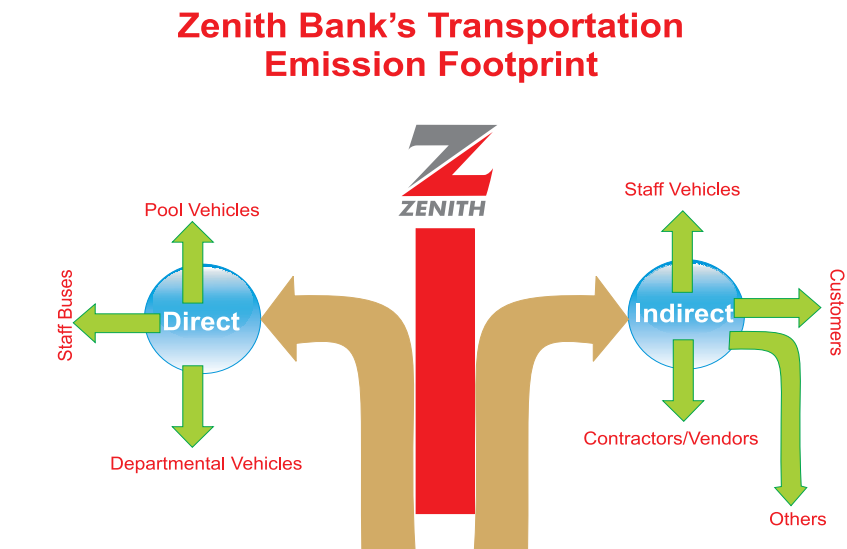 Zenith Bank's Transportation
Emission Footprint
ZENITH
Pool Vehicles
Staff Buses
Direct
Departmental Vehicles
Staff Vehicles
Indirect
Customers
Contractors/Vendors
Others